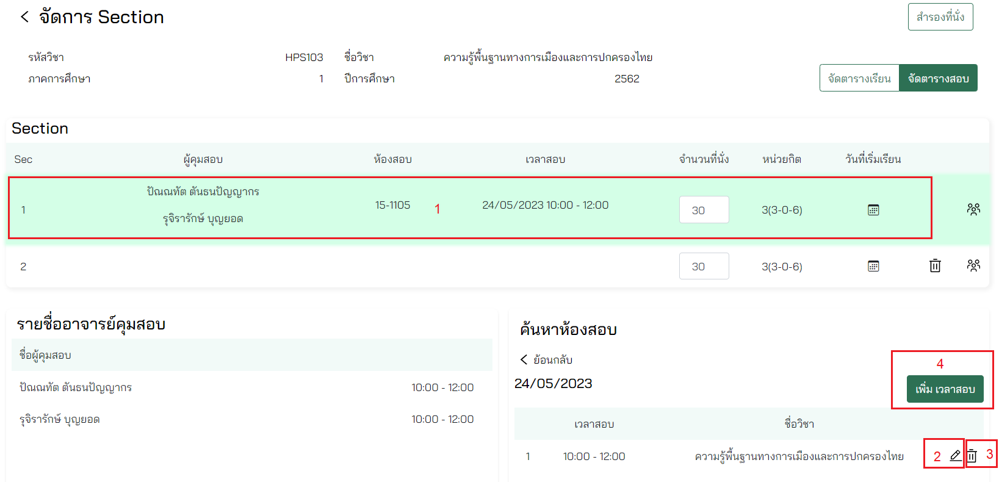 จัดการ Section
สำรองที่นั่ง
รหัสวิชา HPS103 ชื่อวิชา ความรู้พื้นฐานทางการเมืองและการปกครองไทย
ภาคการศึกษา 1 ปีการศึกษา 2562
จัดตารางเรียน จัดตารางสอบ
Section
Sec ผู้คุมสอบ ห้องสอบ เวลาสอบ จำนวนที่นั่ง หน่วยกิต วันที่เริ่มเรียน
ปัณณทัต ตันธนปัญญากร
1 15-1105 1 24/05/2023 10:00 - 12:00 30 3(3-0-6)
รุจิรารักษ์ บุญยอด
2 30 3(3-0-6)
รายชื่ออาจารย์คุมสอบ
ชื่อผู้คุมสอบ
ปัณณทัต ตันธนปัญญากร 10:00 - 12:00
รุจิรารักษ์ บุญยอด 10:00 - 12:00
ค้นหาห้องสอบ
ย้อนกลับ
4
24/05/2023
เพิ่ม เวลาสอบ
เวลาสอบ ชื่อวิชา
1 10:00 - 12:00 ความรู้พื้นฐานทางการเมืองและการปกครองไทย 2 3